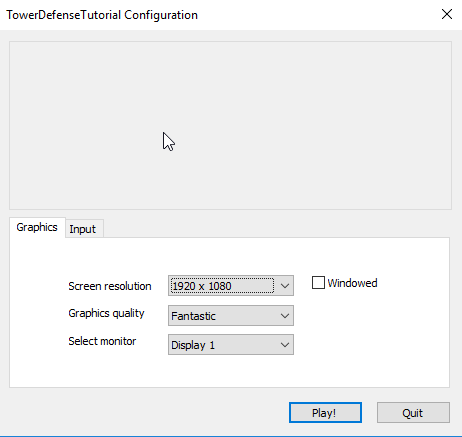 TowerDefenseTutorial Configuration
Graphics Input
Screen resolution 1920 x 1080 Windowed
Graphics quality Fantastic
Select monitor Display 1
Play! Quit